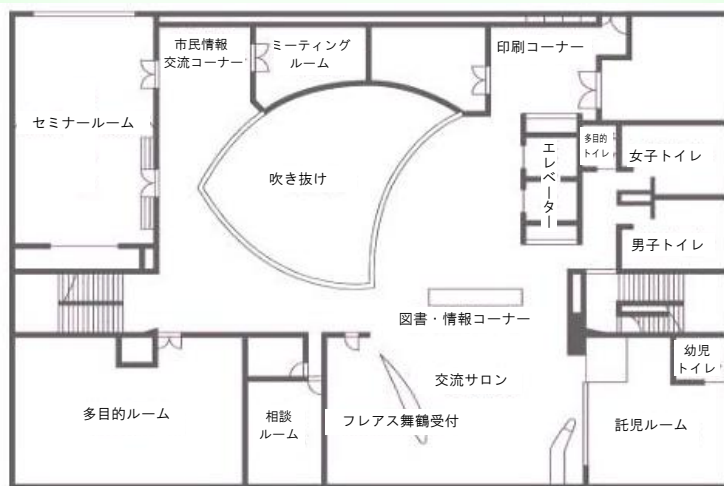 市民情報
交流コーナー
ミーティング
ルーム
印刷コーナー
セミナールーム
多目的
トイレ
女子トイレ
エレベーター
吹き抜け
男子トイレ
図書・情報コーナー
幼児
トイレ
交流サロン
多目的ルーム
相談
ルーム
フレアス舞鶴受付
託児ルーム